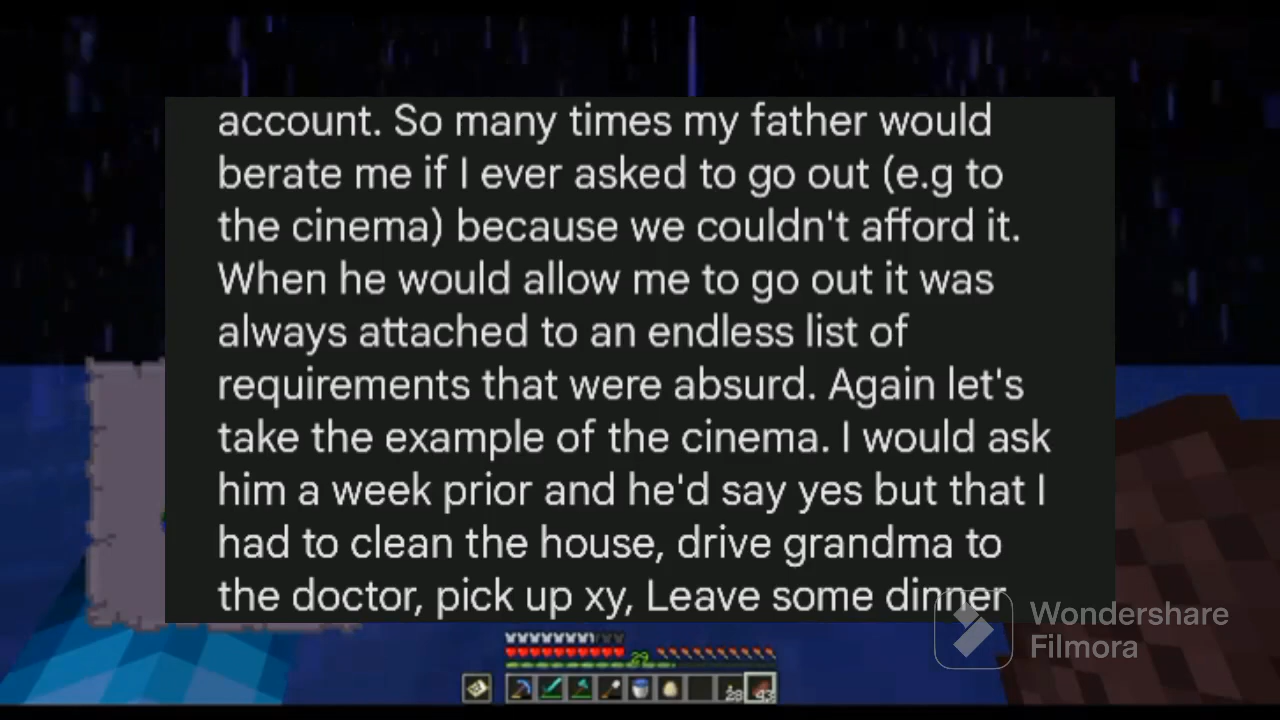 account. So many times my father would
berate me if I ever asked to go out (e.g to
the cinema) because we couldn't afford it.
When he would allow me to go out it was
always attached to an endless list of
requirements that were absurd. Again let's
take the example of the cinema. I would ask
him a week prior and he'd say yes but that I
had to clean the house, drive grandma to
the doctor, pick up xy, Leave some dinner
Wondershare
Filmora
29
28
43